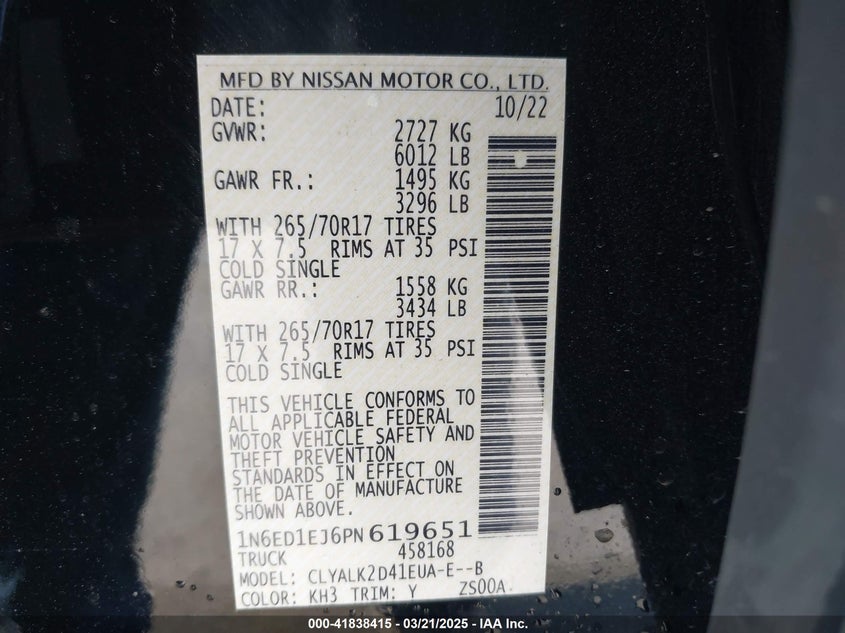 MFD BY NISSAN MOTOR CO., LTD.
DATE: 10/22
GVWR: 2727 KG
6012 LB
GAWR FR.: 1495 KG
3296 LB
WITH 265/70R17 TIRES
17 X 7.5 RIMS AT 35 PSI
COLD SINGLE
GAWR RR.: 1558 KG
3434 LB
WITH 265/70R17 TIRES
17 X 7.5 RIMS AT 35 PSI
COLD SINGLE
THIS VEHICLE CONFORMS TO
ALL APPLICABLE FEDERAL
MOTOR VEHICLE SAFETY AND
THEFT PREVENTION
STANDARDS IN EFFECT ON
THE DATE OF MANUFACTURE
SHOWN ABOVE.
1N6ED1EJ6PN619651
TRUCK 458168
MODEL: CLYALK2D41EUA-E--B
COLOR: KH3 TRIM: Y ZS00A
000-41838415 - 03/21/2025 - IAA Inc.